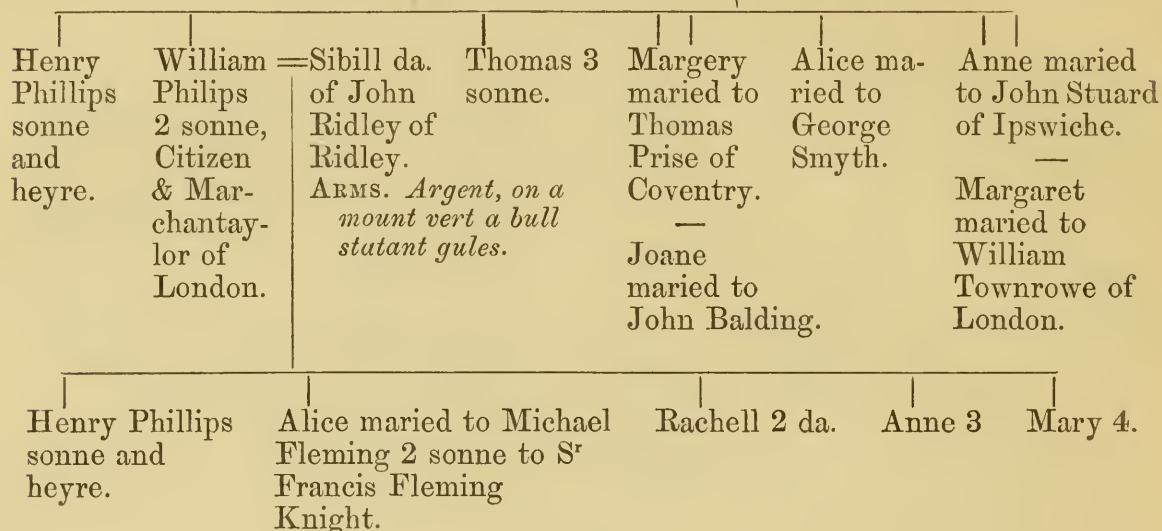 Henry
Phillips
sonne
and
heyre.
William
Philips
2 sonne,
Citizen
& Mar-
chantay-
lor of
London.
=Sibill da.
of John
Ridley of
Ridley.
ARMS. Argent, on a
mount vert a bull
statant gules.
Thomas 3
sonne.
Margery
maried to
Thomas
Prise of
Coventry.
—
Joane
maried to
John Balding.
Alice ma-
ried to
George
Smyth.
Anne maried
to John Stuard
of Ipswiche.
—
Margaret
maried to
William
Townrowe of
London.
Henry Phillips
sonne and
heyre.
Alice maried to Michael
Fleming 2 sonne to Sʳ
Francis Fleming
Knight.
Rachell 2 da.
Anne 3
Mary 4.